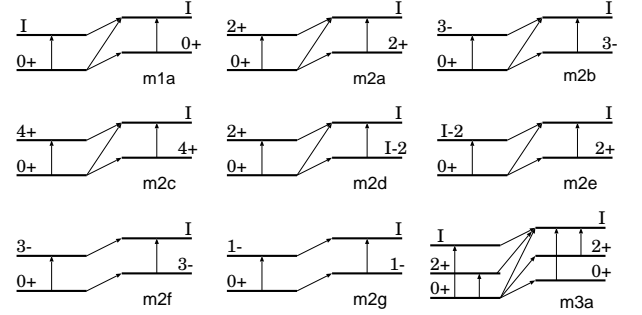 I I 2+ I 3- I
0+ 0+ 0+ 2+ 0+ 3-
m1a m2a m2b
4+ I 2+ I I-2 I
0+ 4+ 0+ I-2 0+ 2+
m2c m2d m2e
3- I 1- I I I
2+ 2+
0+ 3- 0+ 1- 0+ 0+
m2f m2g m3a